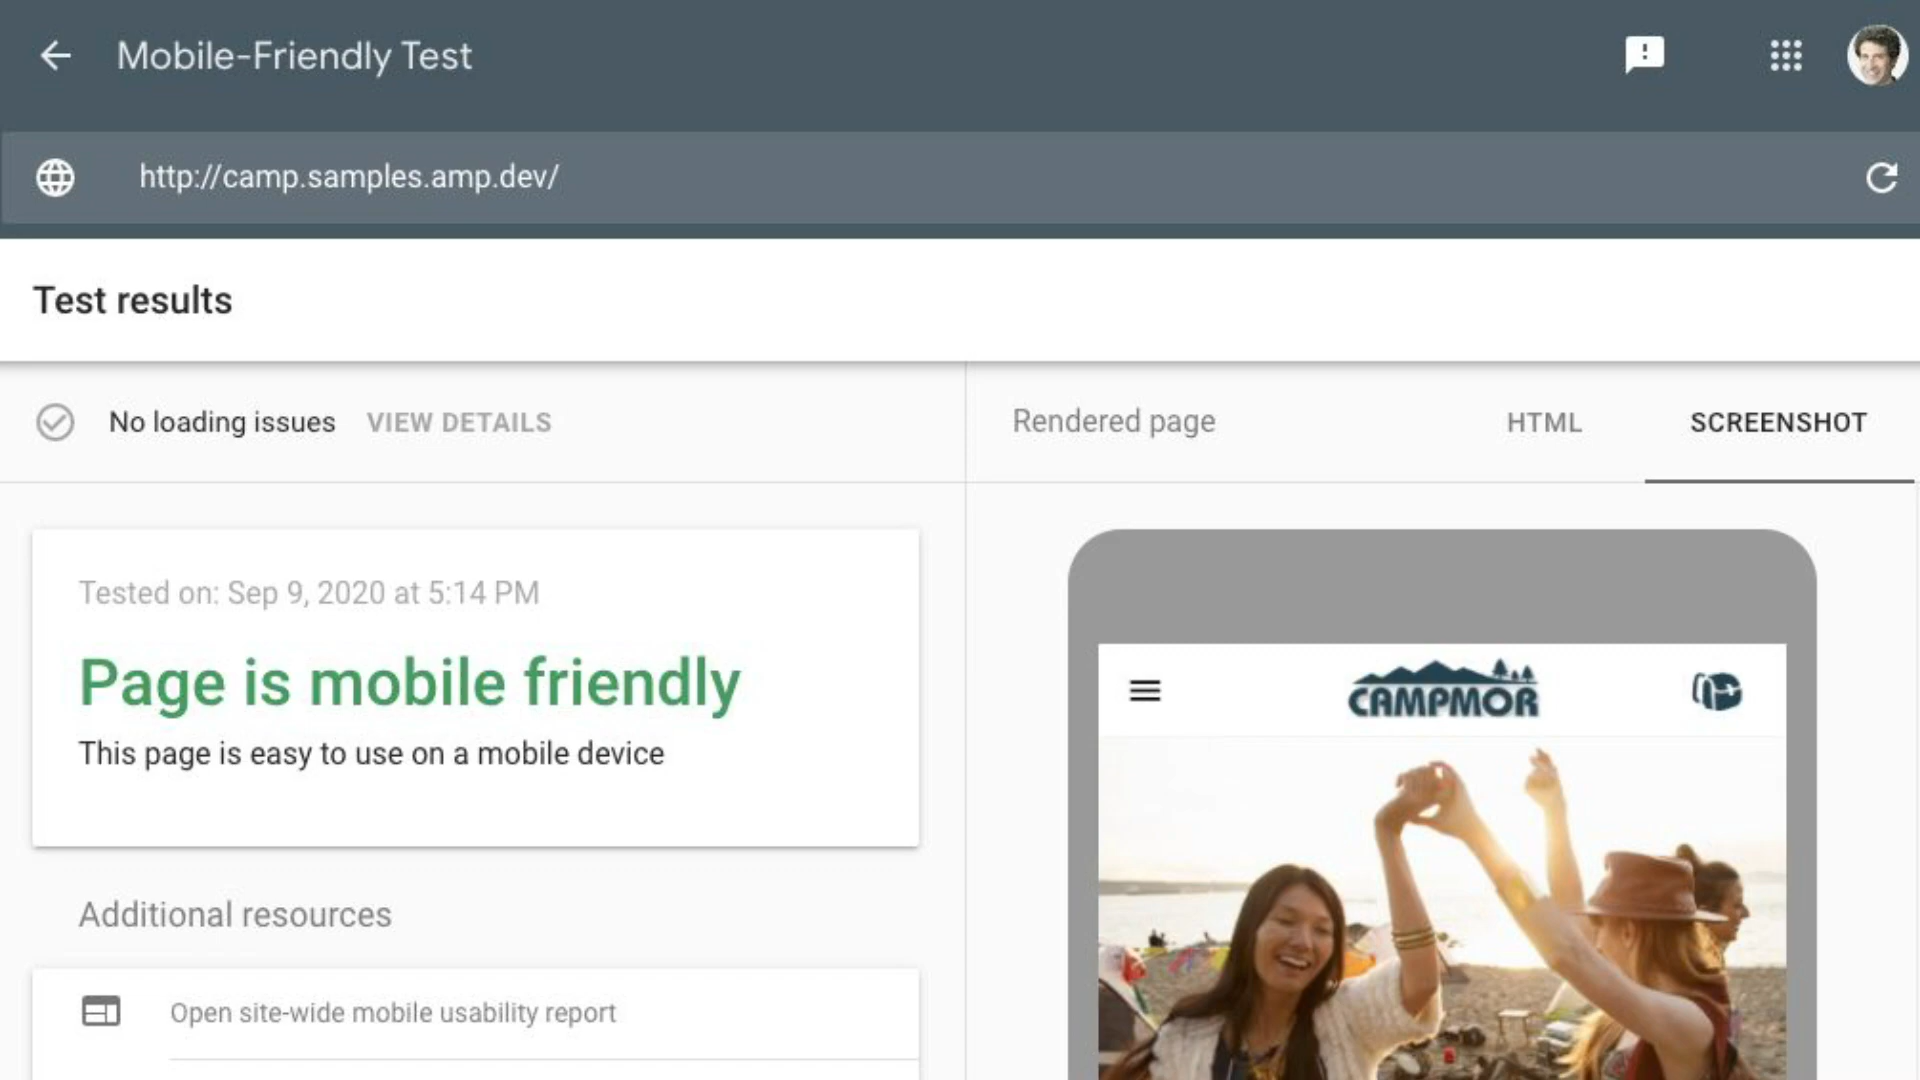 Mobile-Friendly Test
http://camp.samples.amp.dev/
Test results
No loading issues VIEW DETAILS
Rendered page HTML SCREENSHOT
Tested on: Sep 9, 2020 at 5:14 PM
Page is mobile friendly
This page is easy to use on a mobile device
CAMPMOR
Additional resources
Open site-wide mobile usability report